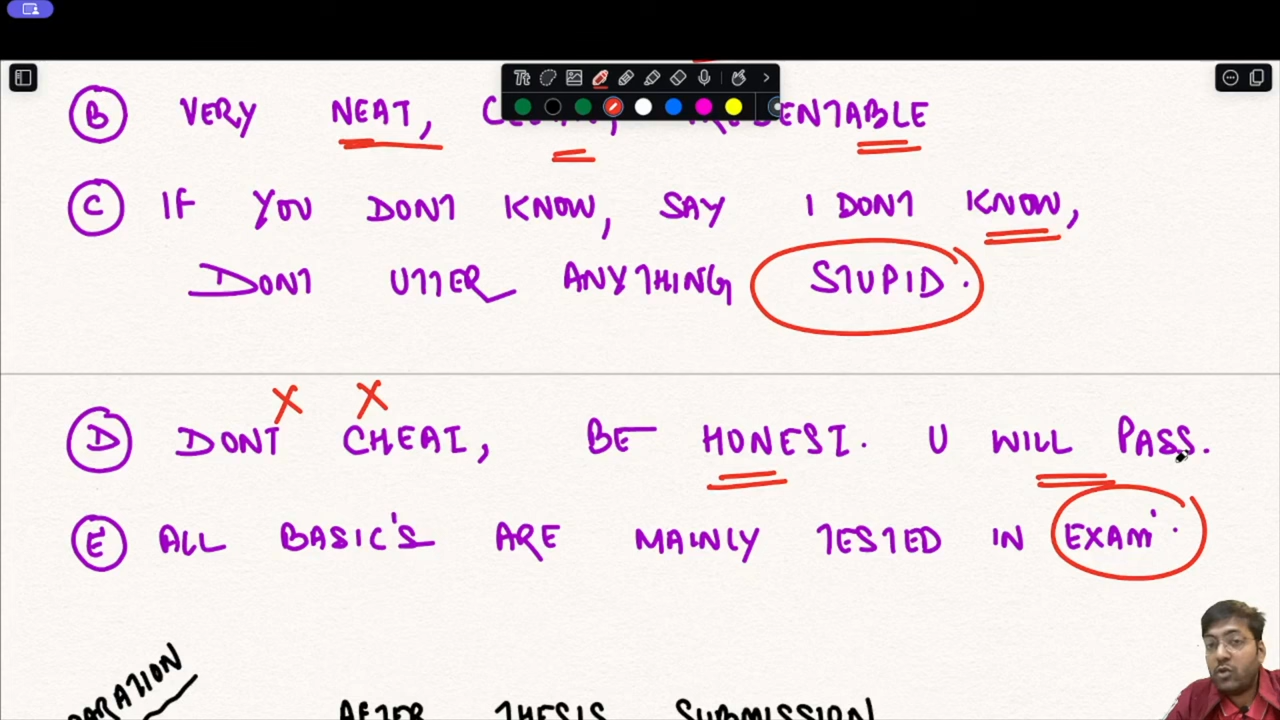 B VERY NEAT, PRESENTABLE
C IF YOU DONT KNOW, SAY I DONT KNOW,
DONT UTTER ANYTHING STUPID.
X X
D DONT CHEAT, BE HONEST. U WILL PASS.
E ALL BASIC'S ARE MAINLY TESTED IN EXAM'.
AFTER THESIS SUBMISSION